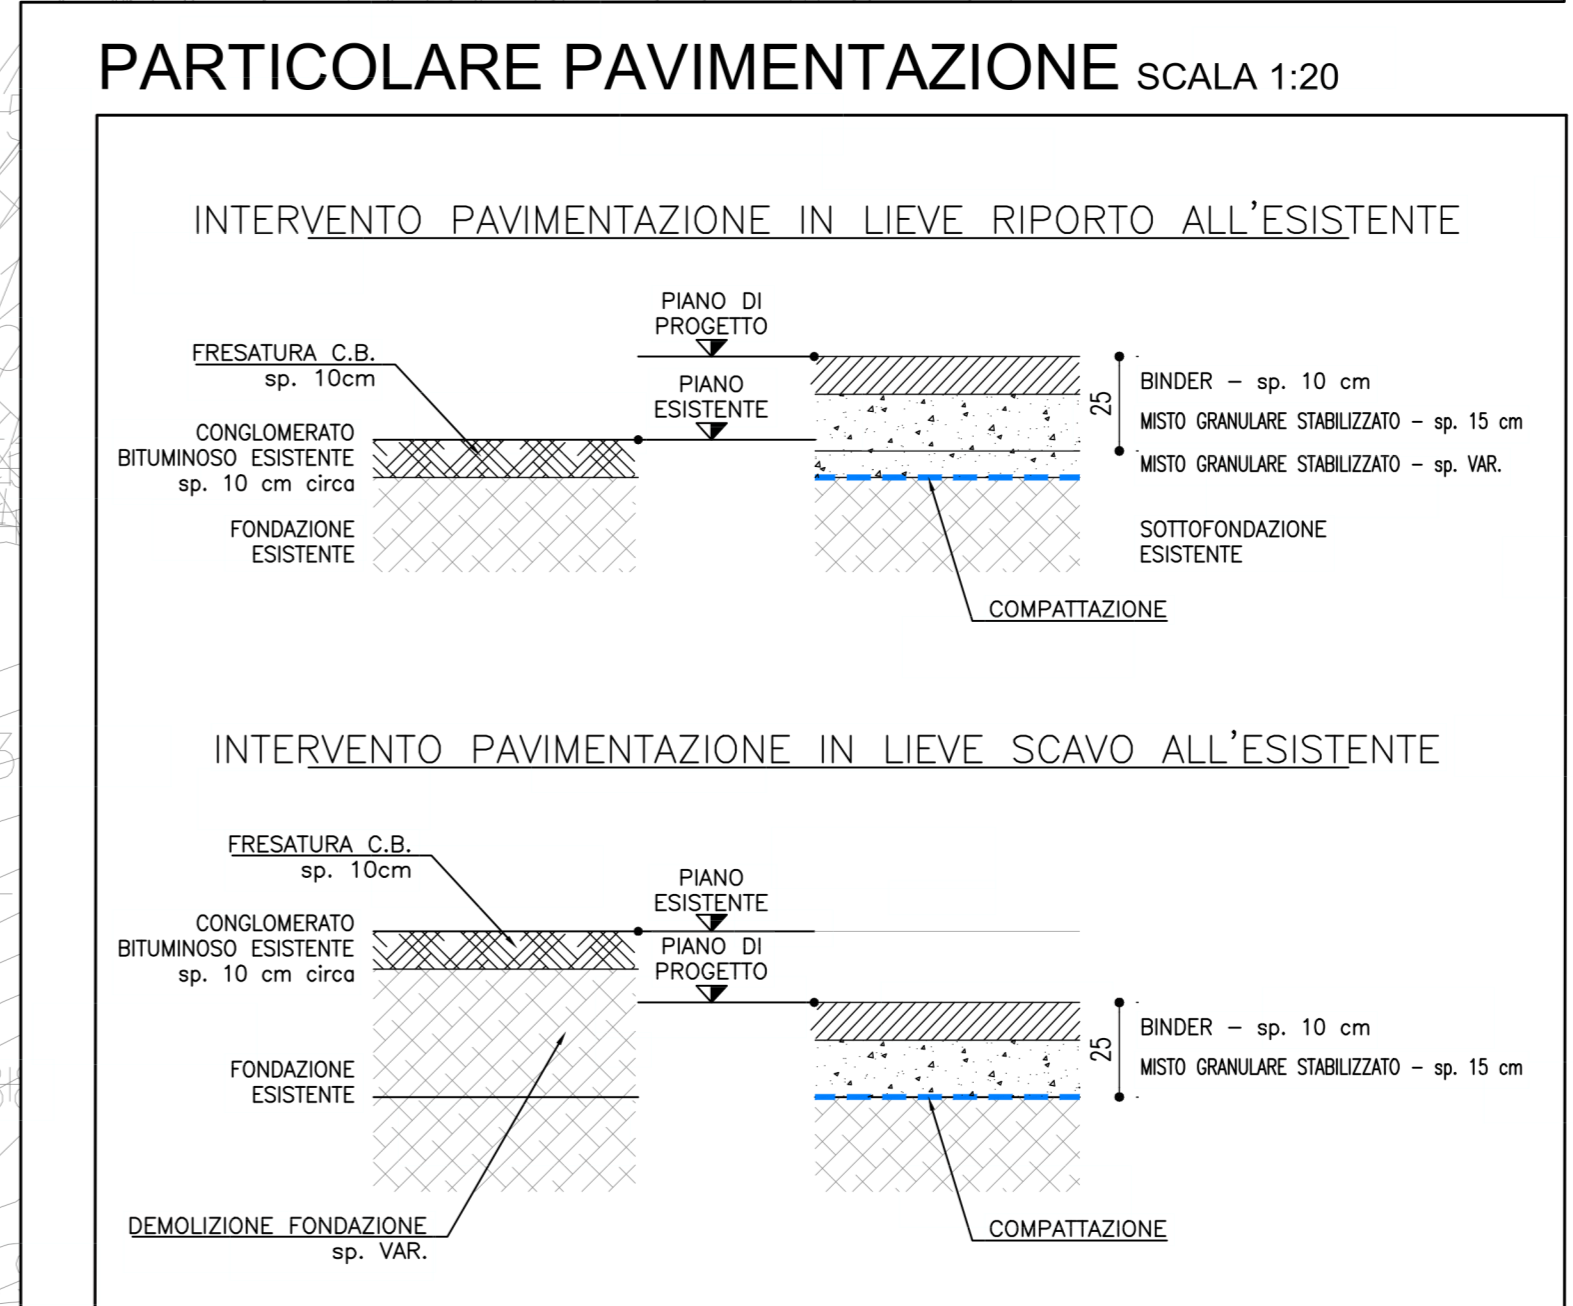 PARTICOLARE PAVIMENTAZIONE SCALA 1:20
INTERVENTO PAVIMENTAZIONE IN LIEVE RIPORTO ALL'ESISTENTE
PIANO DI
PROGETTO
FRESATURA C.B.
sp. 10cm
PIANO
ESISTENTE
CONGLOMERATO
BITUMINOSO ESISTENTE
sp. 10 cm circa
FONDAZIONE
ESISTENTE
25
BINDER – sp. 10 cm
MISTO GRANULARE STABILIZZATO – sp. 15 cm
MISTO GRANULARE STABILIZZATO – sp. VAR.
SOTTOFONDAZIONE
ESISTENTE
COMPATTAZIONE
INTERVENTO PAVIMENTAZIONE IN LIEVE SCAVO ALL'ESISTENTE
FRESATURA C.B.
sp. 10cm
PIANO
ESISTENTE
CONGLOMERATO
BITUMINOSO ESISTENTE
sp. 10 cm circa
PIANO DI
PROGETTO
25
BINDER – sp. 10 cm
MISTO GRANULARE STABILIZZATO – sp. 15 cm
FONDAZIONE
ESISTENTE
DEMOLIZIONE FONDAZIONE
sp. VAR.
COMPATTAZIONE